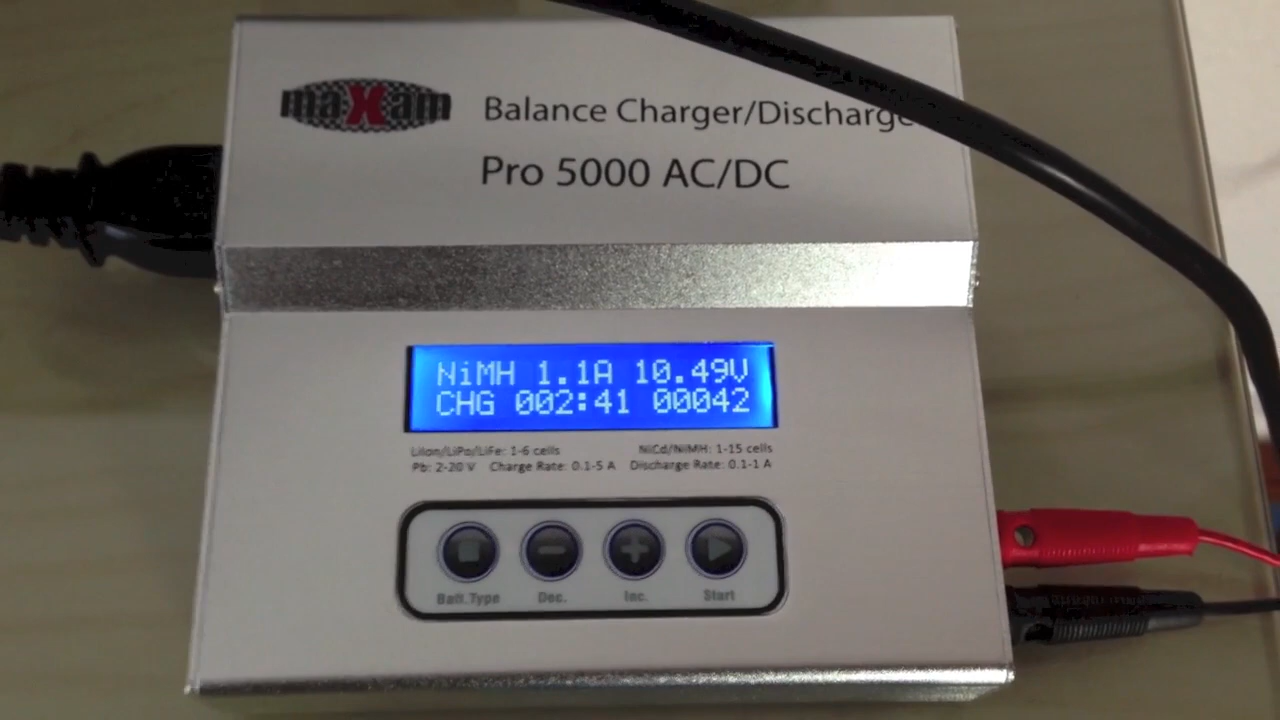 maXam
Balance Charger/Discharge
Pro 5000 AC/DC
NiMH 1.1A 10.49V
CHG 002:41 00042
LiIon/LiPo/LiFe: 1-6 cells NiCd/NiMH: 1-15 cells
Pb: 2-20 V Charge Rate: 0.1-5 A Discharge Rate: 0.1-1 A
Batt.Type Dec. Inc. Start